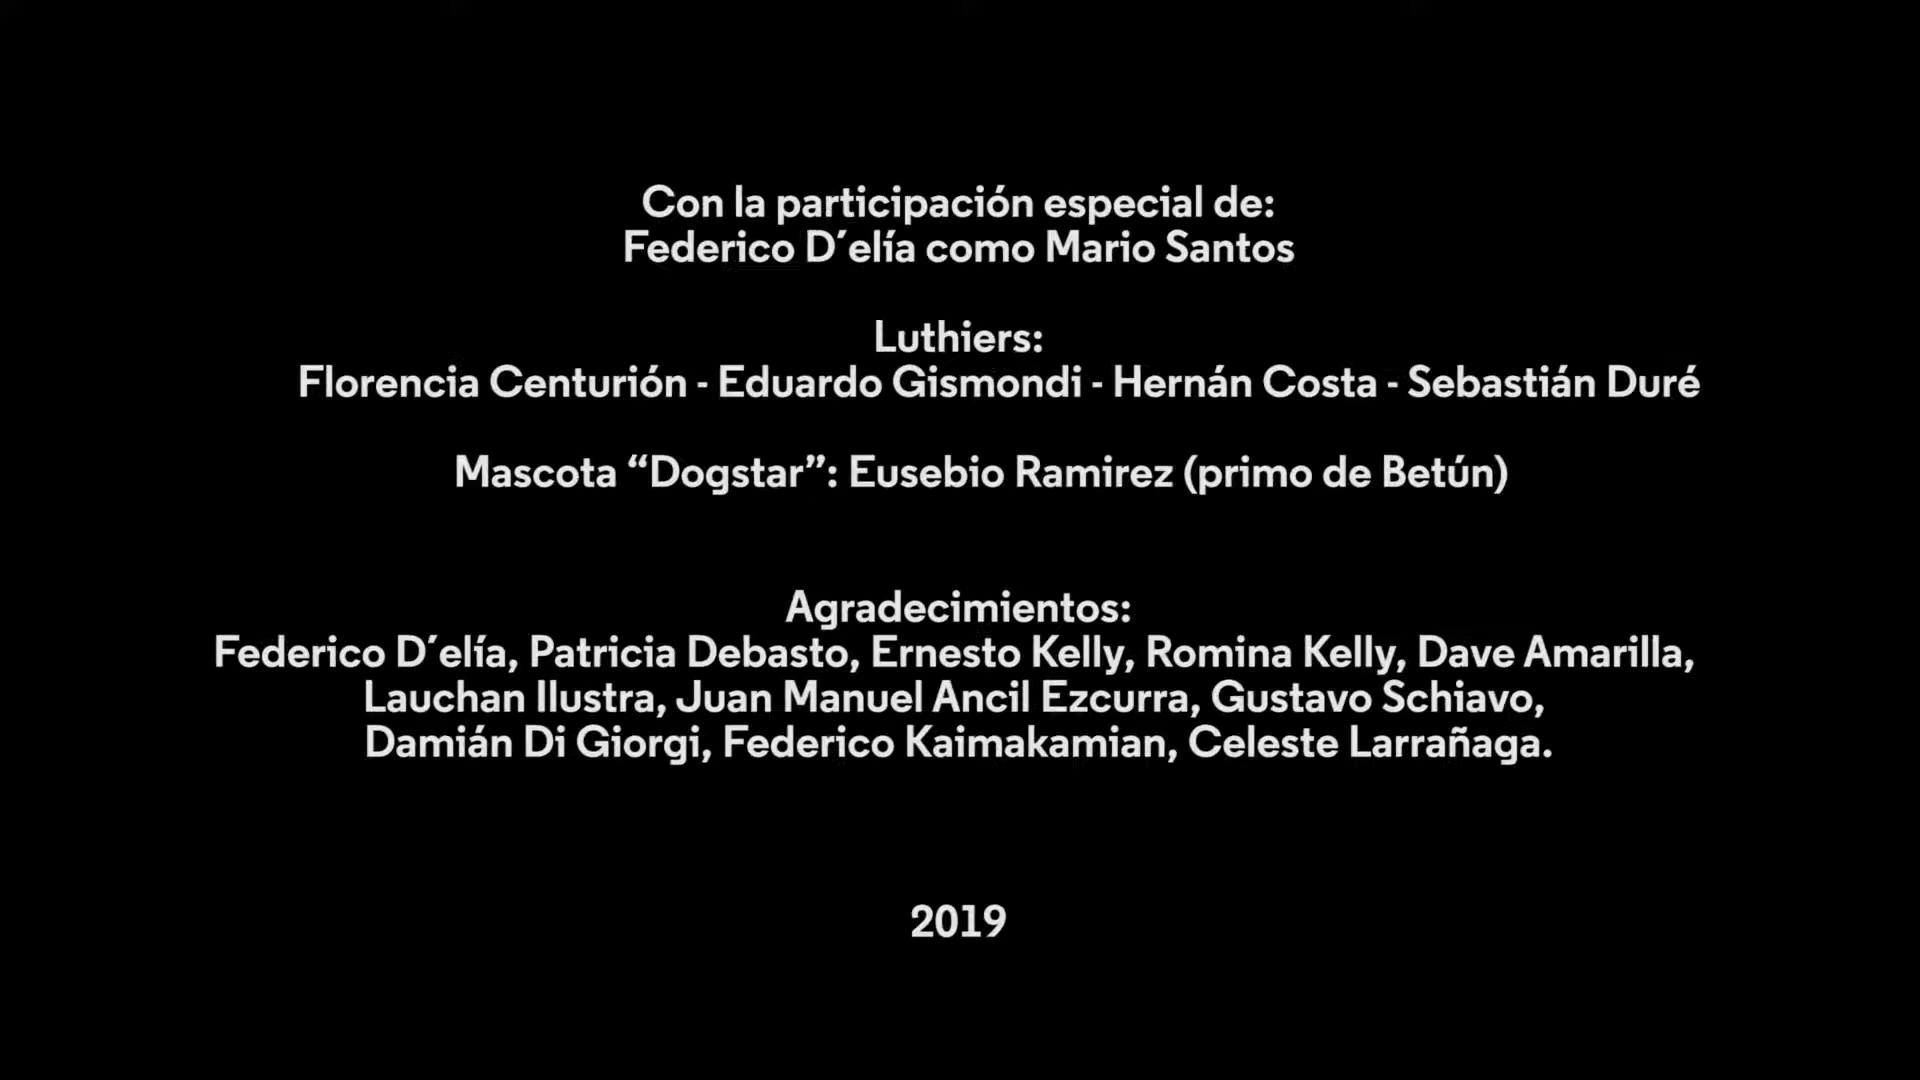 Con la participación especial de:
Federico D´elía como Mario Santos
Luthiers:
Florencia Centurión - Eduardo Gismondi - Hernán Costa - Sebastián Duré
Mascota “Dogstar”: Eusebio Ramirez (primo de Betún)
Agradecimientos:
Federico D´elía, Patricia Debasto, Ernesto Kelly, Romina Kelly, Dave Amarilla,
Lauchan Ilustra, Juan Manuel Ancil Ezcurra, Gustavo Schiavo,
Damián Di Giorgi, Federico Kaimakamian, Celeste Larrañaga.
2019